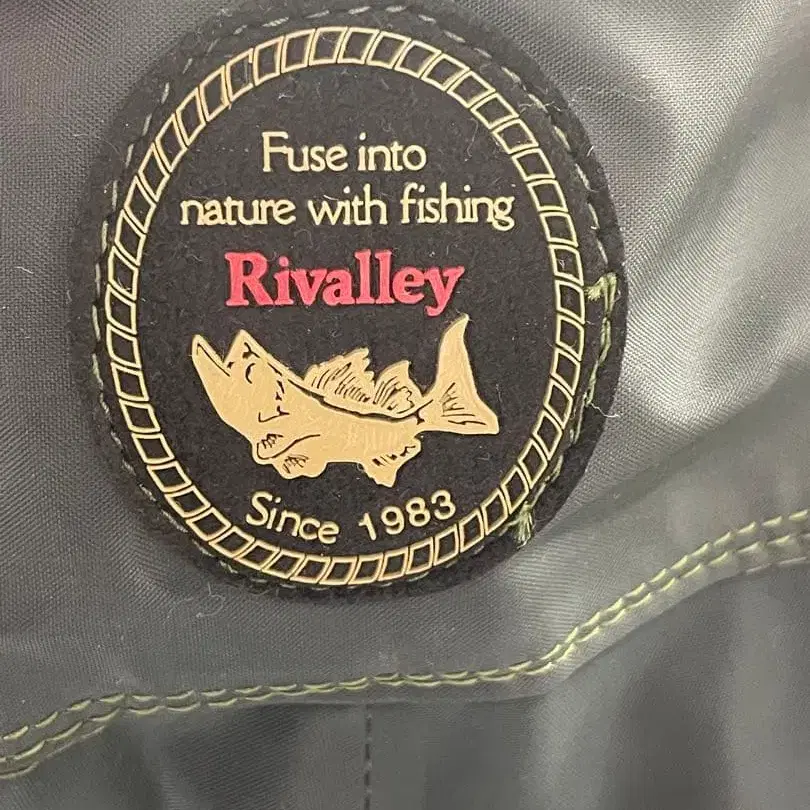 Fuse into
nature with fishing
Rivalley
Since 1983